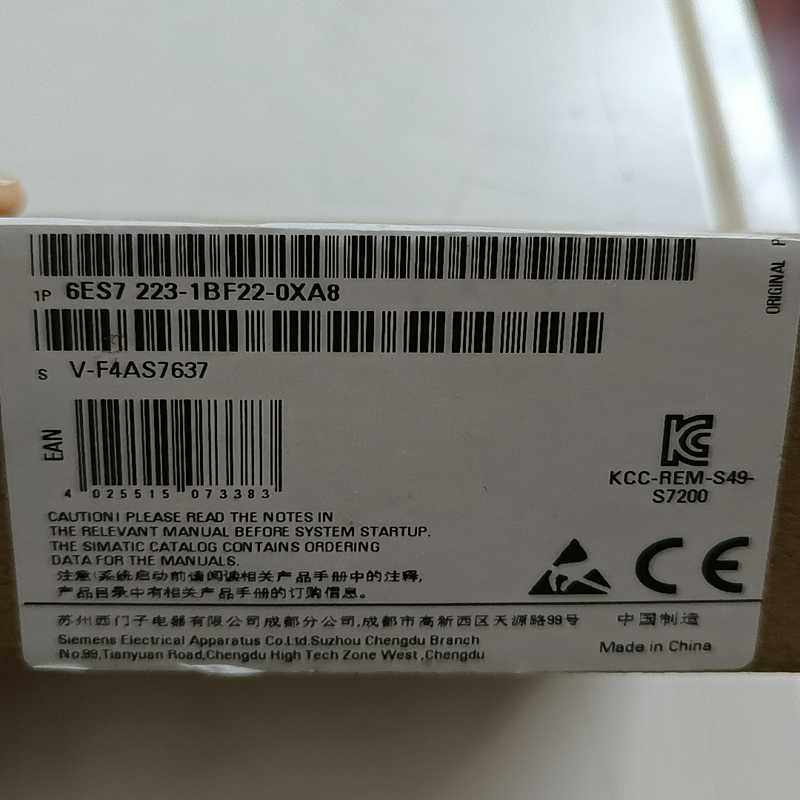 1P 6ES7 223-1BF22-0XA8
S V-F4AS7637
EAN
4 025515 073383
ORIGINAL
KCC-REM-S49-
S7200
CAUTION! PLEASE READ THE NOTES IN
THE RELEVANT MANUAL BEFORE SYSTEM STARTUP.
THE SIMATIC CATALOG CONTAINS ORDERING
DATA FOR THE MANUALS.
注意!系统启动前请阅读相关产品手册中的注释,
产品目录中有相关产品手册的订购信息。
CE
苏州西门子电器有限公司成都分公司,成都市高新西区天源路99号
中国制造
Siemens Electrical Apparatus Co.Ltd.Suzhou Chengdu Branch
No.99,Tianyuan Road,Chengdu High Tech Zone West,Chengdu
Made in China